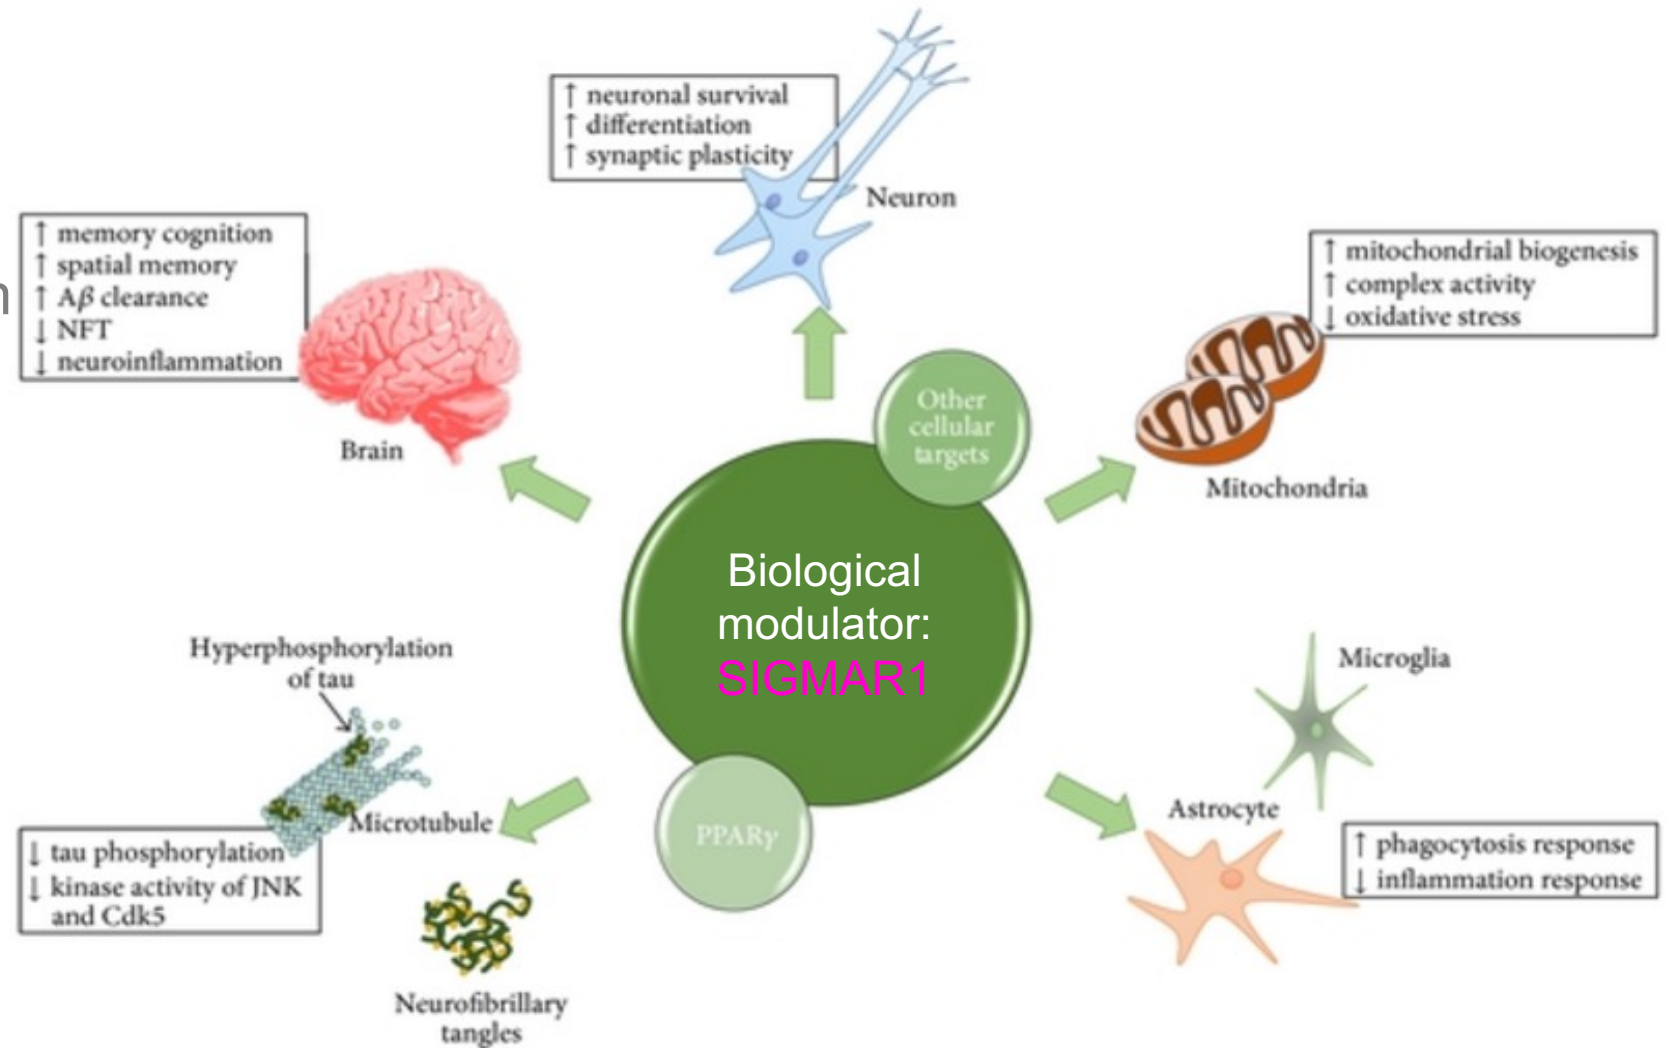 ↑ neuronal survival
↑ differentiation
↑ synaptic plasticity
Neuron
↑ memory cognition
↑ spatial memory
↑ Aβ clearance
↓ NFT
↓ neuroinflammation
Brain
n
↑ mitochondrial biogenesis
↑ complex activity
↓ oxidative stress
Mitochondria
Other
cellular
targets
Biological
modulator:
SIGMAR1
PPARγ
Hyperphosphorylation
of tau
Microtubule
↓ tau phosphorylation
↓ kinase activity of JNK
and Cdk5
Neurofibrillary
tangles
Microglia
Astrocyte
↑ phagocytosis response
↓ inflammation response